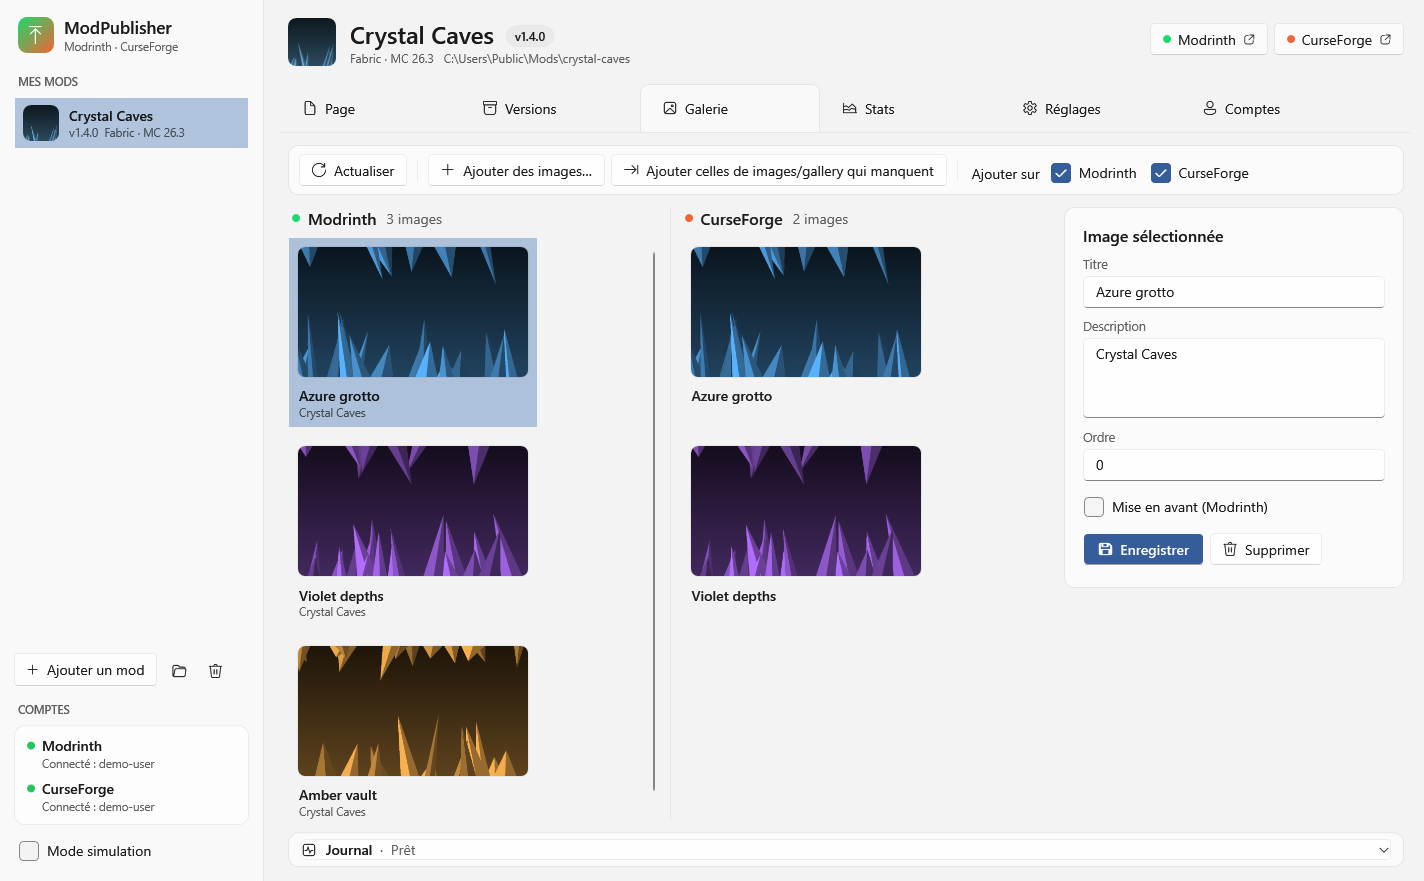 ModPublisher
Modrinth · CurseForge
MES MODS
Crystal Caves
v1.4.0 Fabric · MC 26.3
Ajouter un mod
COMPTES
Modrinth
Connecté : demo-user
CurseForge
Connecté : demo-user
Mode simulation
Crystal Caves v1.4.0
Fabric · MC 26.3 C:\Users\Public\Mods\crystal-caves
Modrinth
CurseForge
Page
Versions
Galerie
Stats
Réglages
Comptes
Actualiser
Ajouter des images...
Ajouter celles de images/gallery qui manquent
Ajouter sur
Modrinth
CurseForge
Modrinth 3 images
Azure grotto
Crystal Caves
Violet depths
Crystal Caves
Amber vault
Crystal Caves
CurseForge 2 images
Azure grotto
Violet depths
Image sélectionnée
Titre
Azure grotto
Description
Crystal Caves
Ordre
0
Mise en avant (Modrinth)
Enregistrer
Supprimer
Journal · Prêt